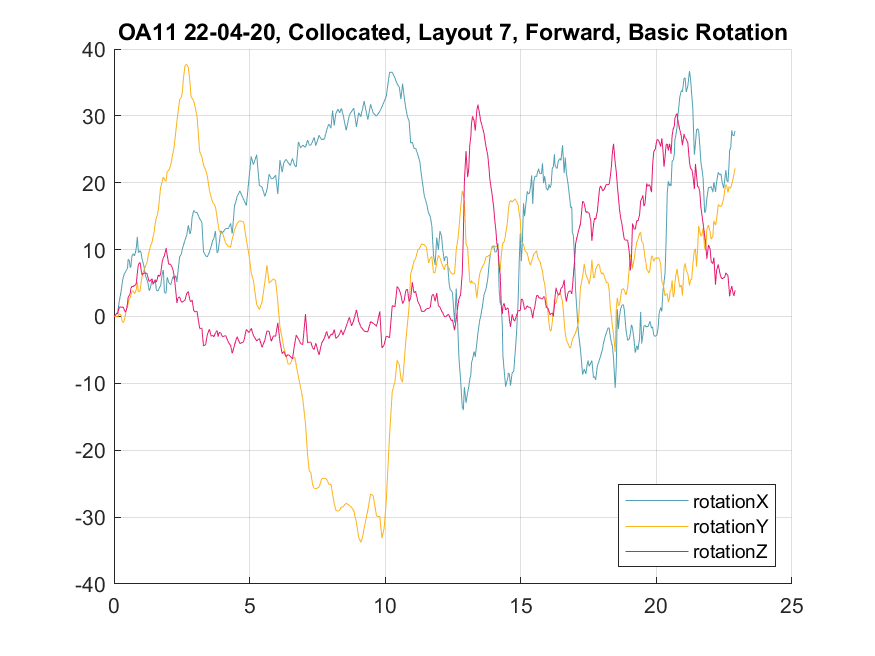 OA11 22-04-20, Collocated, Layout 7, Forward, Basic Rotation
40
30
20
10
0
-10
-20
-30
-40
0 5 10 15 20 25
rotationX
rotationY
rotationZ